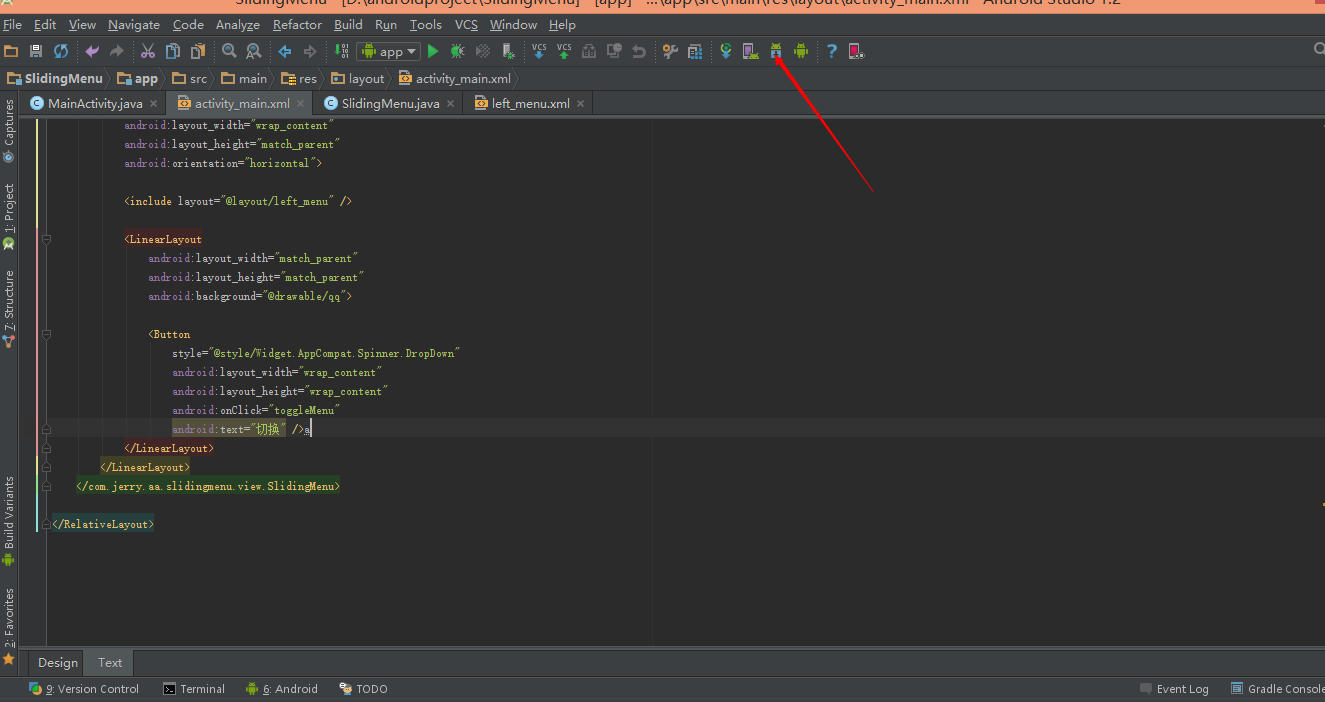 SlidingMenu - [D:\androidproject\SlidingMenu] - [app] - ...\app\src\main\res\layout\activity_main.xml - Android Studio 1.2
File Edit View Navigate Code Analyze Refactor Build Run Tools VCS Window Help
app VCS VCS ?
SlidingMenu app src main res layout activity_main.xml
MainActivity.java × activity_main.xml × SlidingMenu.java × left_menu.xml ×
Captures
1: Project
7: Structure
Build Variants
2: Favorites
android:layout_width="wrap_content"
android:layout_height="match_parent"
android:orientation="horizontal">
<include layout="@layout/left_menu" />
<LinearLayout
android:layout_width="match_parent"
android:layout_height="match_parent"
android:background="@drawable/qq">
<Button
style="@style/Widget.AppCompat.Spinner.DropDown"
android:layout_width="wrap_content"
android:layout_height="wrap_content"
android:onClick="toggleMenu"
android:text="切换" />a
</LinearLayout>
</LinearLayout>
</com.jerry.aa.slidingmenu.view.SlidingMenu>
</RelativeLayout>
Design Text
9: Version Control Terminal 6: Android TODO Event Log Gradle Console